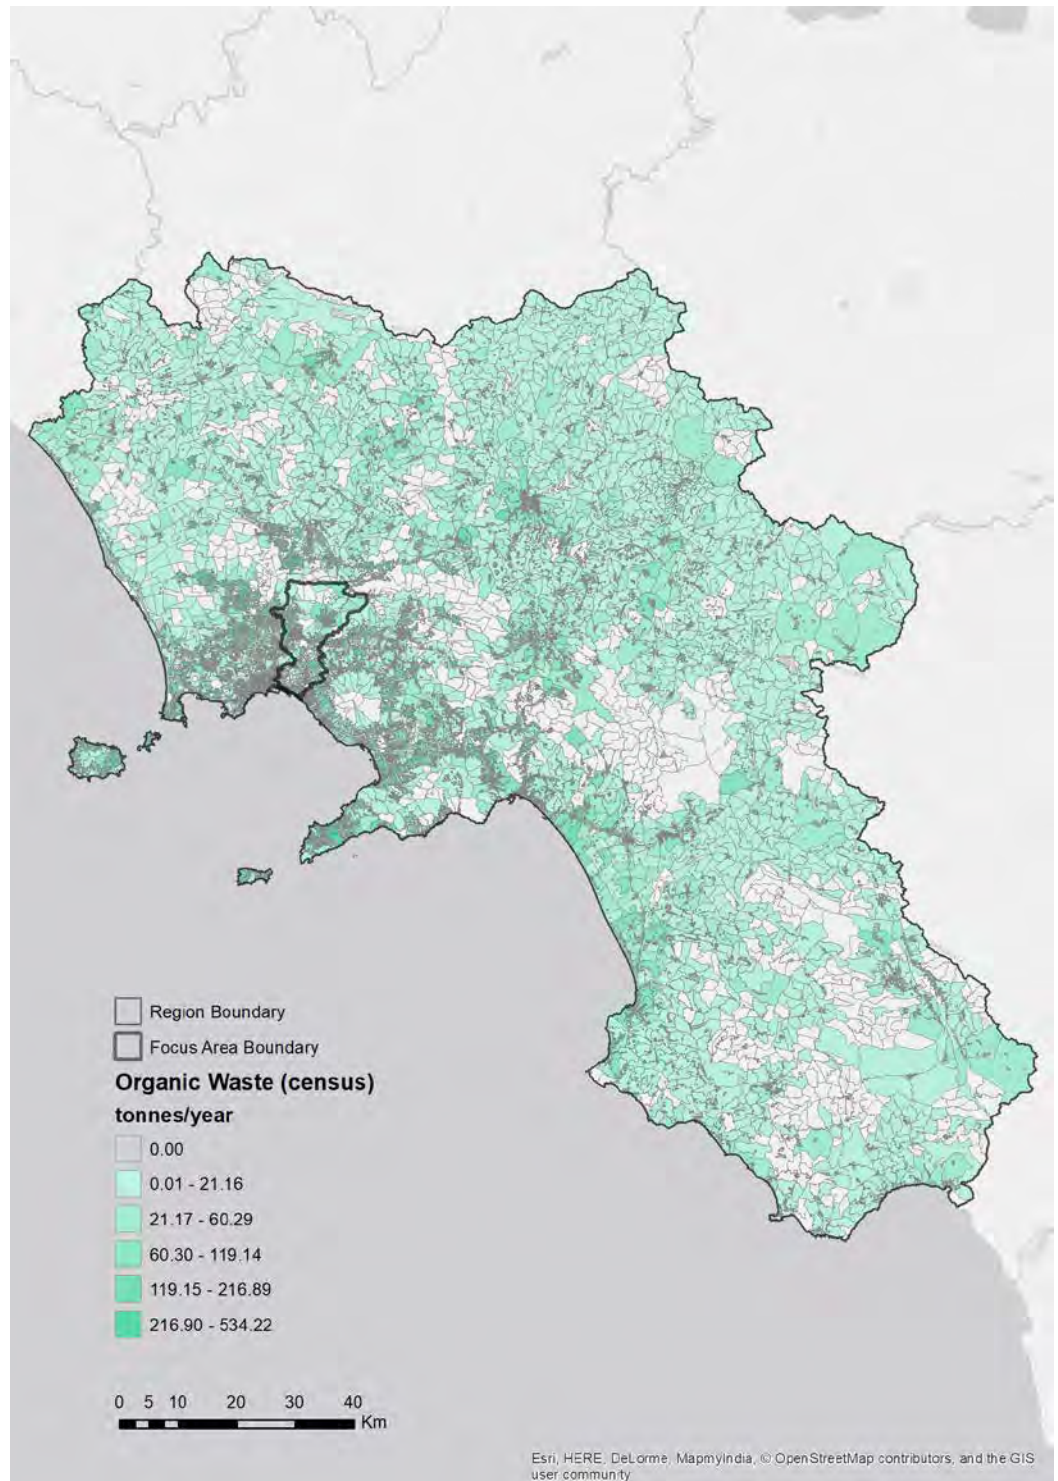 Region Boundary
Focus Area Boundary
Organic Waste (census)
tonnes/year
0.00
0.01 - 21.16
21.17 - 60.29
60.30 - 119.14
119.15 - 216.89
216.90 - 534.22
0 5 10 20 30 40
Km
Esri, HERE, DeLorme, MapmyIndia, © OpenStreetMap contributors, and the GIS
user community